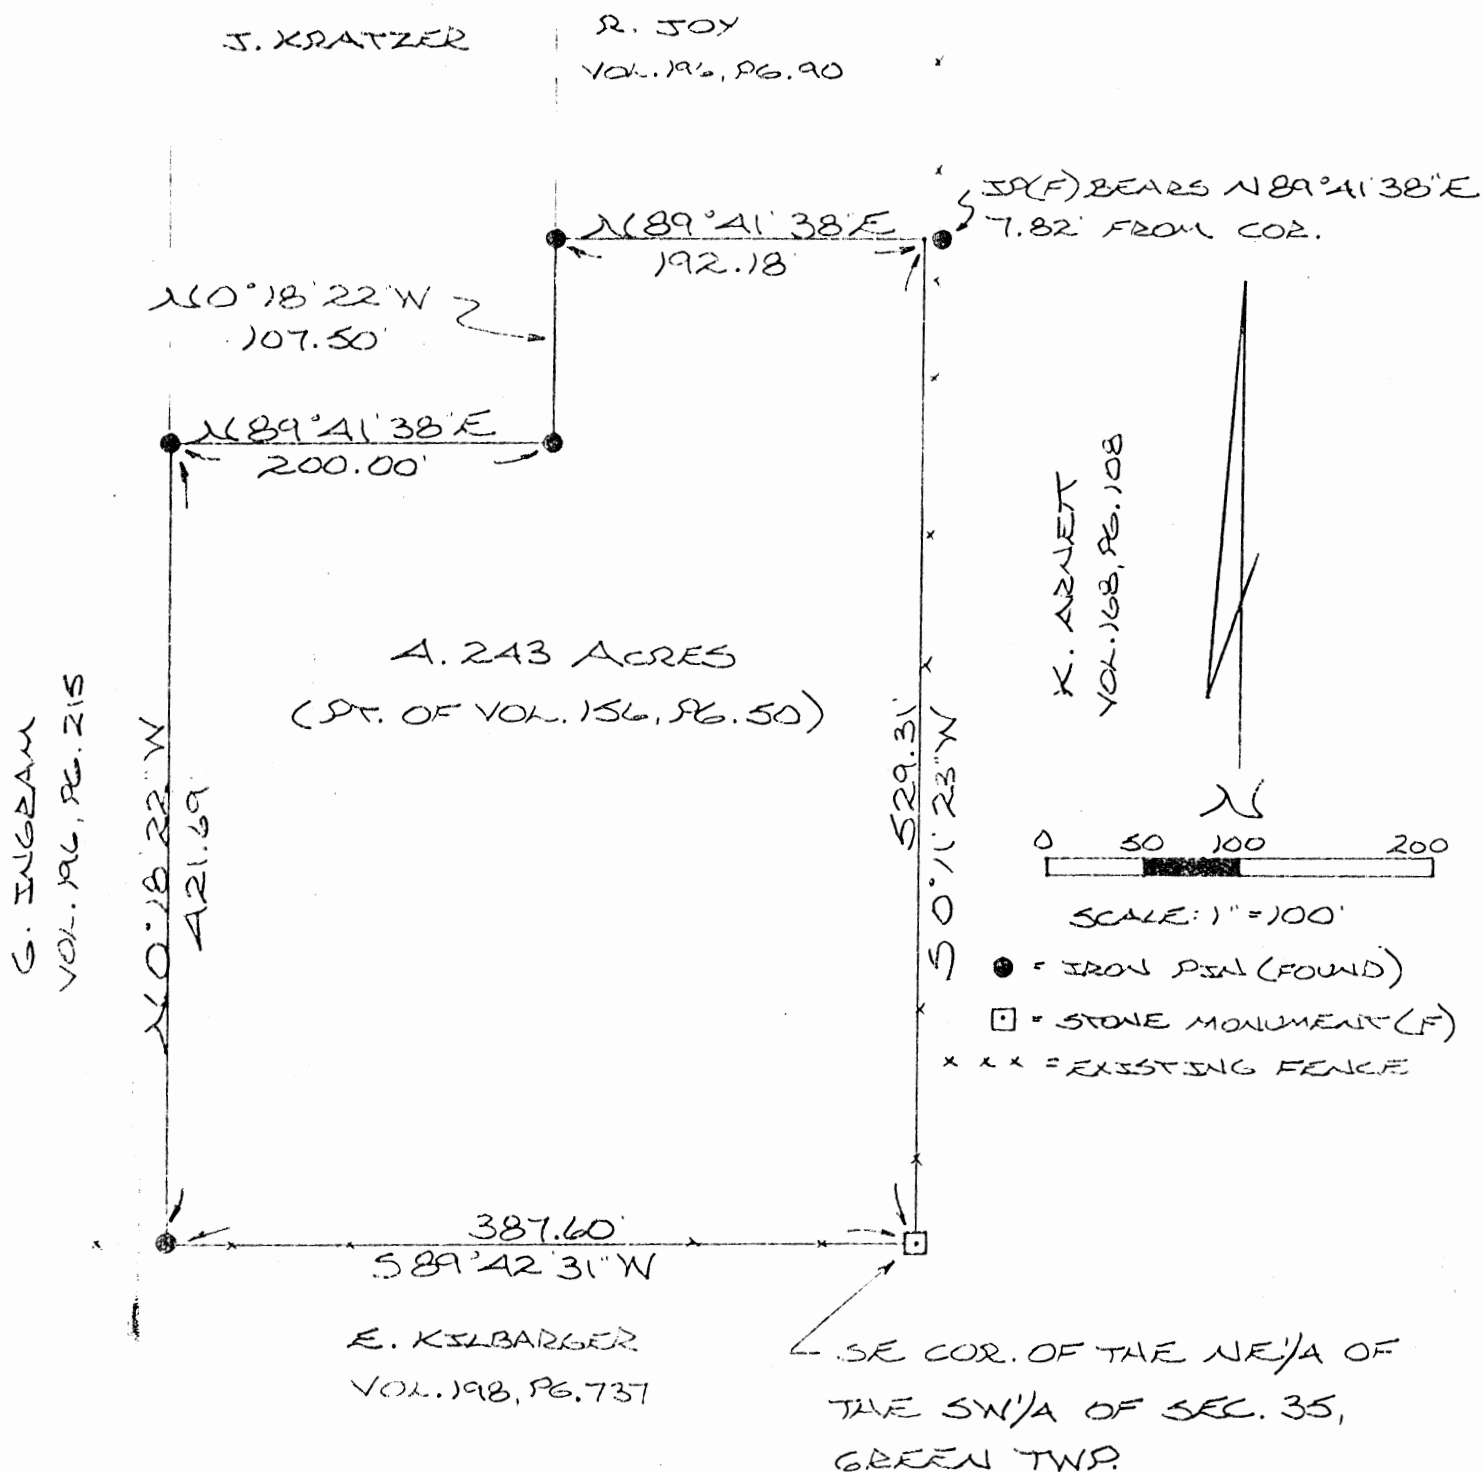 J. KRATZER
R. JOY
VOL. 196, PG. 90
IP(F) BEARS N 89°41'38"E
7.82' FROM COR.
N 89°41'38"E
192.18'
N 0°18'22"W
107.50'
N 89°41'38"E
200.00'
K. ARNETT
VOL. 168, PG. 108
4.243 ACRES
(PT. OF VOL. 156, PG. 50)
G. INGRAM
VOL. 196, PG. 215
N 0°18'22"W
421.69'
529.31'
S 0°11'23"W
N
0 50 100 200
SCALE: 1" = 100'
= IRON PIN (FOUND)
= STONE MONUMENT (F)
x x x = EXISTING FENCE
387.60'
S 89°42'31"W
E. KILBARGER
VOL. 198, PG. 737
SE COR. OF THE NE 1/4 OF
THE SW 1/4 OF SEC. 35,
GREEN TWP.